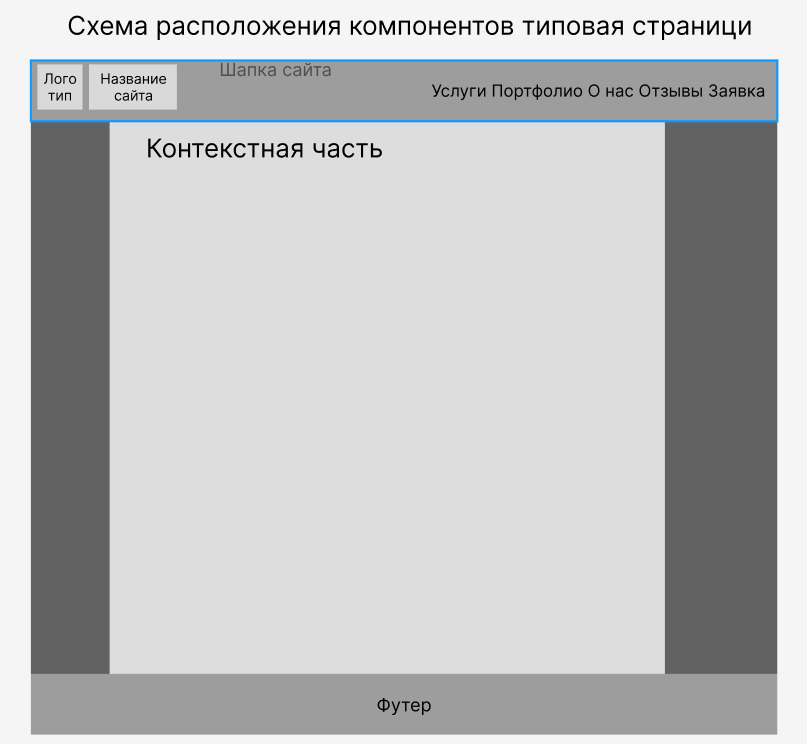 Схема расположения компонентов типовая страници
Лого
тип
Название
сайта
Шапка сайта
Услуги Портфолио О нас Отзывы Заявка
Контекстная часть
Футер